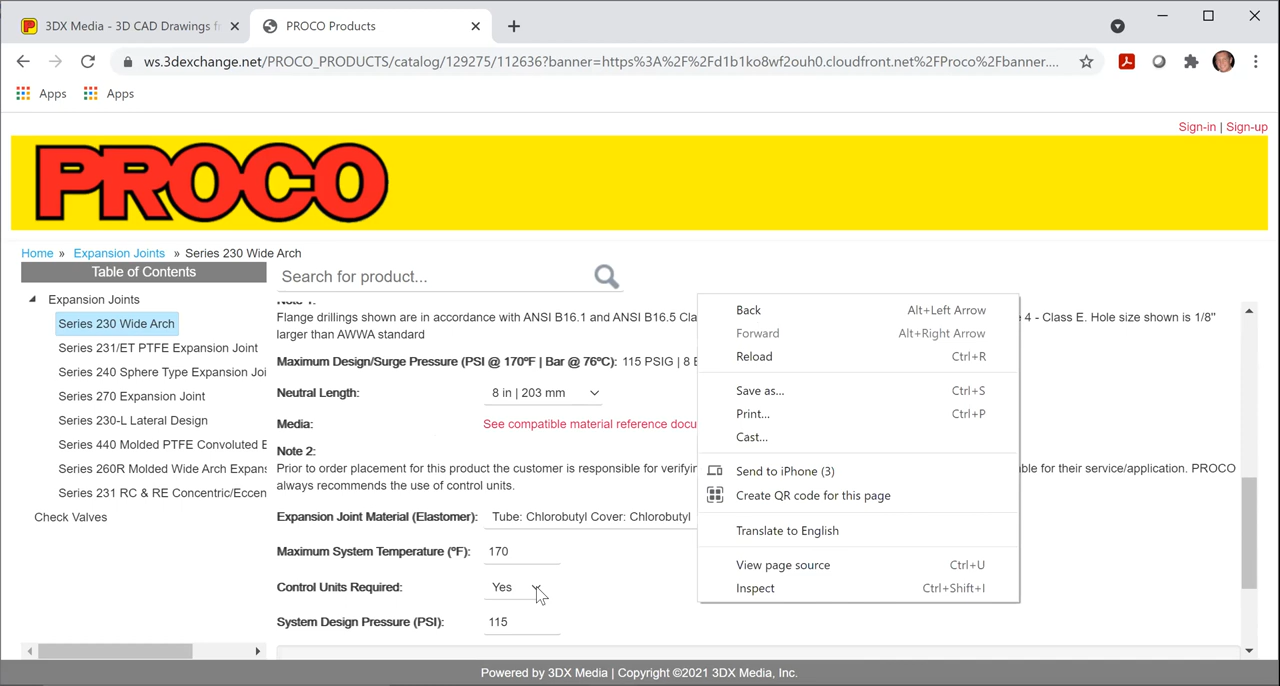 3DX Media - 3D CAD Drawings f
PROCO Products
ws.3dexchange.net/PROCO_PRODUCTS/catalog/129275/112636?banner=https%3A%2F%2Fd1b1ko8wf2ouh0.cloudfront.net%2FProco%2Fbanner....
Apps
Apps
Sign-in | Sign-up
PROCO
Home » Expansion Joints » Series 230 Wide Arch
Table of Contents
Search for product...
Expansion Joints
Series 230 Wide Arch
Series 231/ET PTFE Expansion Joint
Series 240 Sphere Type Expansion Joi
Series 270 Expansion Joint
Series 230-L Lateral Design
Series 440 Molded PTFE Convoluted E
Series 260R Molded Wide Arch Expans
Series 231 RC & RE Concentric/Eccen
Check Valves
Note 1:
Flange drillings shown are in accordance with ANSI B16.1 and ANSI B16.5 Cla
e 4 - Class E. Hole size shown is 1/8"
larger than AWWA standard
Maximum Design/Surge Pressure (PSI @ 170ºF | Bar @ 76ºC): 115 PSIG | 8 B
Neutral Length: 8 in | 203 mm
Media: See compatible material reference docu
Note 2:
Prior to order placement for this product the customer is responsible for verifyin
able for their service/application. PROCO
always recommends the use of control units.
Expansion Joint Material (Elastomer): Tube: Chlorobutyl Cover: Chlorobutyl
Maximum System Temperature (ºF): 170
Control Units Required: Yes
System Design Pressure (PSI): 115
Back Alt+Left Arrow
Forward Alt+Right Arrow
Reload Ctrl+R
Save as... Ctrl+S
Print... Ctrl+P
Cast...
Send to iPhone (3)
Create QR code for this page
Translate to English
View page source Ctrl+U
Inspect Ctrl+Shift+I
Powered by 3DX Media | Copyright ©2021 3DX Media, Inc.